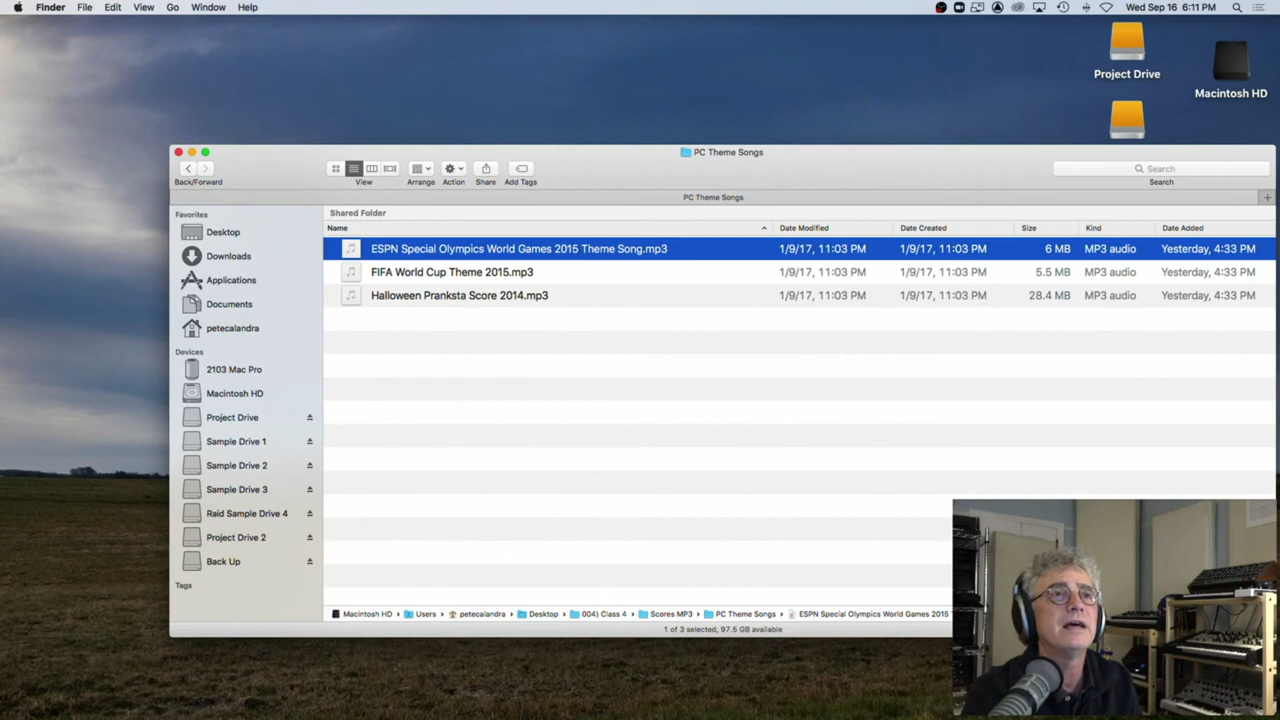 Finder File Edit View Go Window Help Wed Sep 16 6:11 PM
Project Drive
Macintosh HD
PC Theme Songs
Back/Forward View Arrange Action Share Add Tags Search
Search
PC Theme Songs
Favorites
Desktop
Downloads
Applications
Documents
petecalandra
Devices
2103 Mac Pro
Macintosh HD
Project Drive
Sample Drive 1
Sample Drive 2
Sample Drive 3
Raid Sample Drive 4
Project Drive 2
Back Up
Tags
Shared Folder
Name Date Modified Date Created Size Kind Date Added
ESPN Special Olympics World Games 2015 Theme Song.mp3 1/9/17, 11:03 PM 1/9/17, 11:03 PM 6 MB MP3 audio Yesterday, 4:33 PM
FIFA World Cup Theme 2015.mp3 1/9/17, 11:03 PM 1/9/17, 11:03 PM 5.5 MB MP3 audio Yesterday, 4:33 PM
Halloween Pranksta Score 2014.mp3 1/9/17, 11:03 PM 1/9/17, 11:03 PM 28.4 MB MP3 audio Yesterday, 4:33 PM
Macintosh HD Users petecalandra Desktop 004) Class 4 Scores MP3 PC Theme Songs ESPN Special Olympics World Games 2015
1 of 3 selected, 97.5 GB available